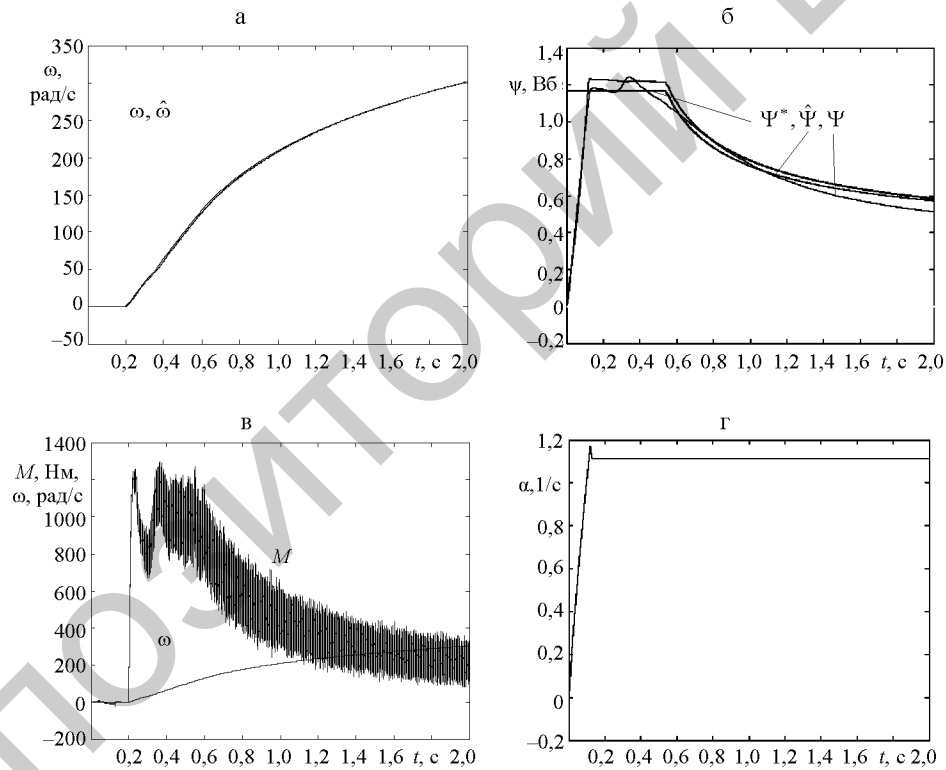 а
350
ω,
рад/с
250
200
150
100
50
0
–50
ω, ω̂
0,2 0,4 0,6 0,8 1,0 1,2 1,4 1,6 t, с 2,0
б
1,4
ψ, Вб
1,0
0,8
0,6
0,4
0,2
0
–0,2
Ψ*, Ψ̂, Ψ
0,2 0,4 0,6 0,8 1,0 1,2 1,4 1,6 t, с 2,0
в
1400
М, Нм,
ω, рад/с
1000
800
600
400
200
0
–200
М
ω
0,2 0,4 0,6 0,8 1,0 1,2 1,4 1,6 t, с 2,0
г
1,2
α,1/с
0,8
0,6
0,4
0,2
0
–0,2
0,2 0,4 0,6 0,8 1,0 1,2 1,4 1,6 t, с 2,0
ПОЗИТОРИЙ Б